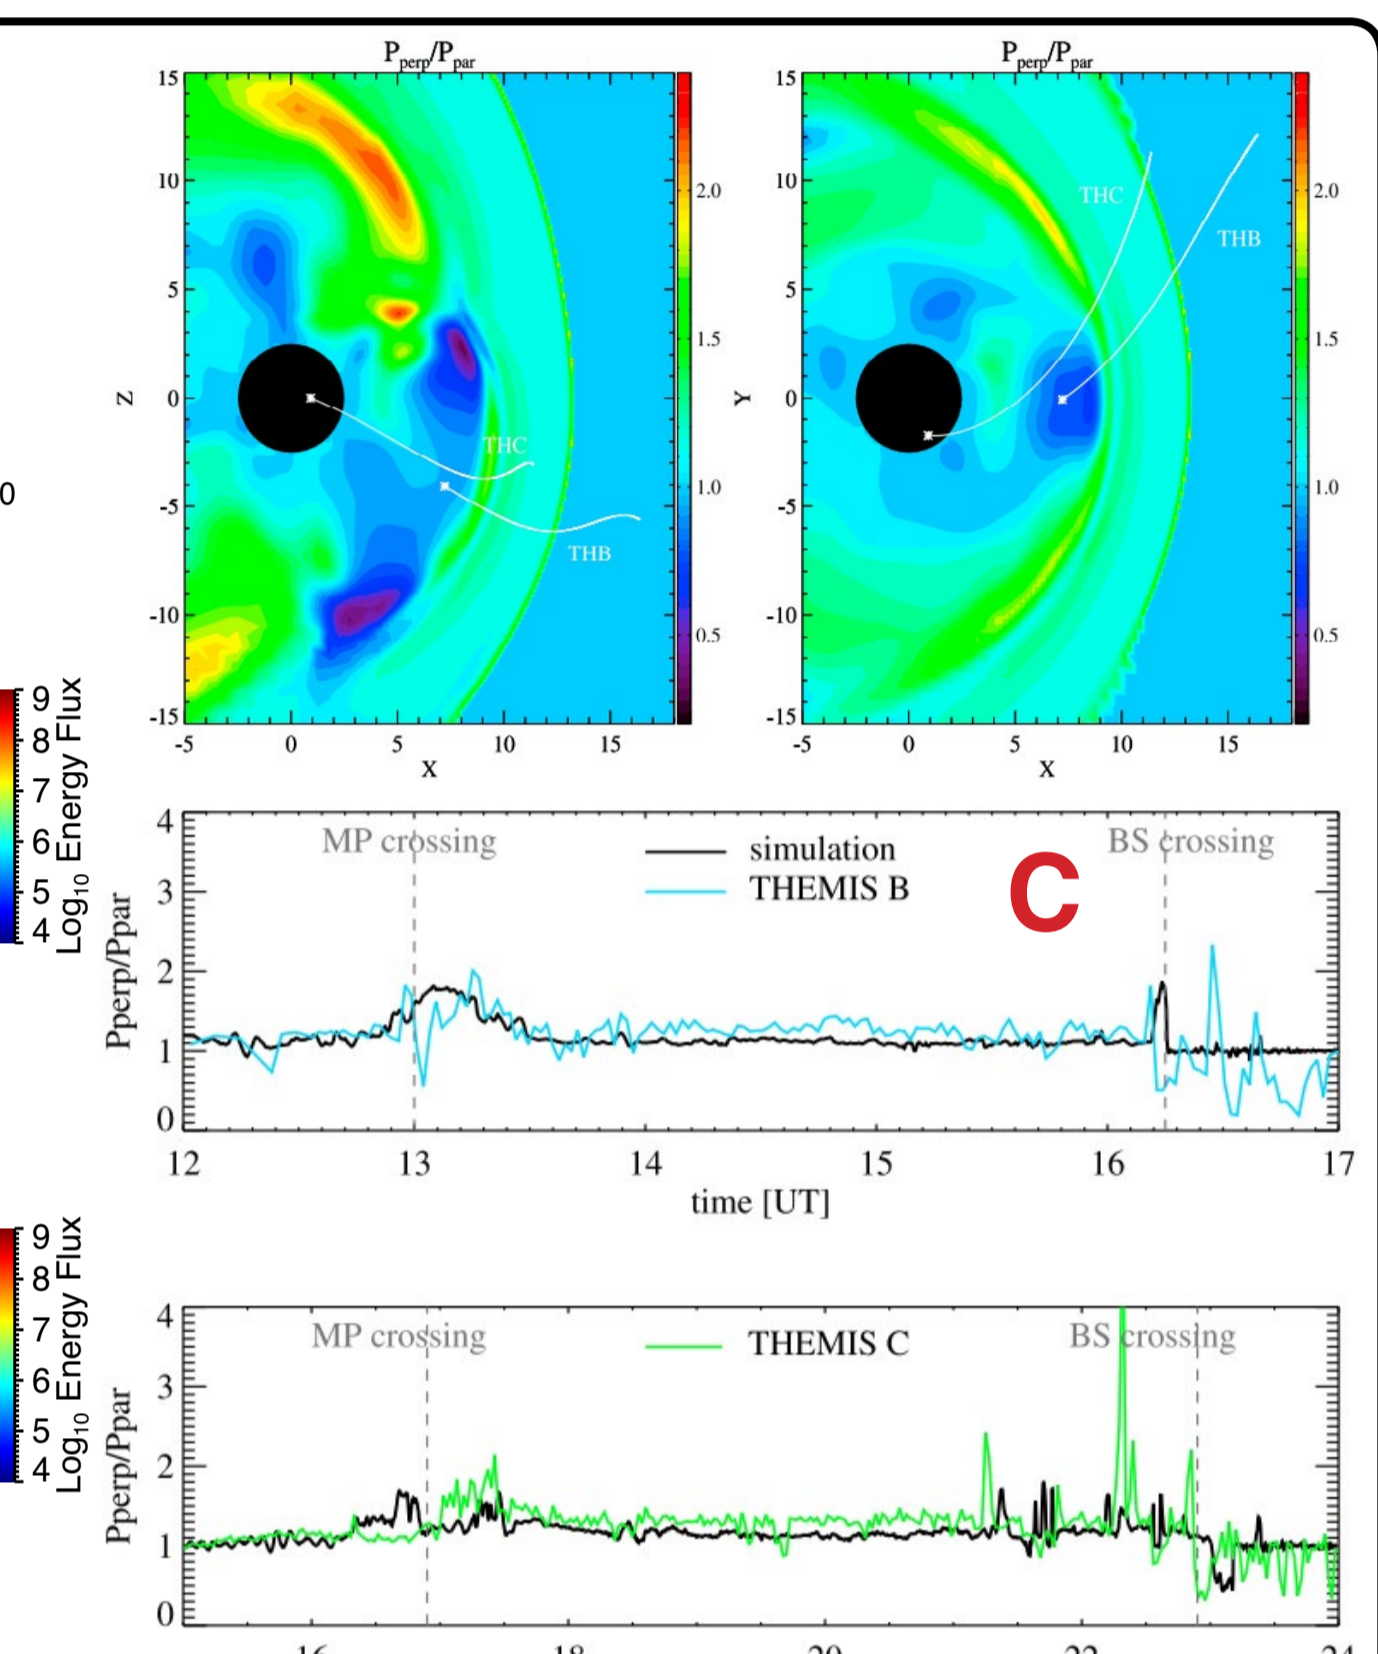 Pperp/Ppar
Pperp/Ppar
15
10
5
0
-5
-10
-15
Z
THC
THB
-5 0 5 10 15
X
2.0
1.5
1.0
0.5
15
10
5
0
-5
-10
-15
Y
THC
THB
-5 0 5 10 15
X
2.0
1.5
1.0
0.5
0
9
8
7
6
5
4
Log10 Energy Flux
4
3
2
1
0
Pperp/Ppar
MP crossing
simulation
THEMIS B
C
BS crossing
12 13 14 15 16 17
time [UT]
9
8
7
6
5
4
Log10 Energy Flux
4
3
2
1
0
Pperp/Ppar
MP crossing
THEMIS C
BS crossing
16 18 20 22 24